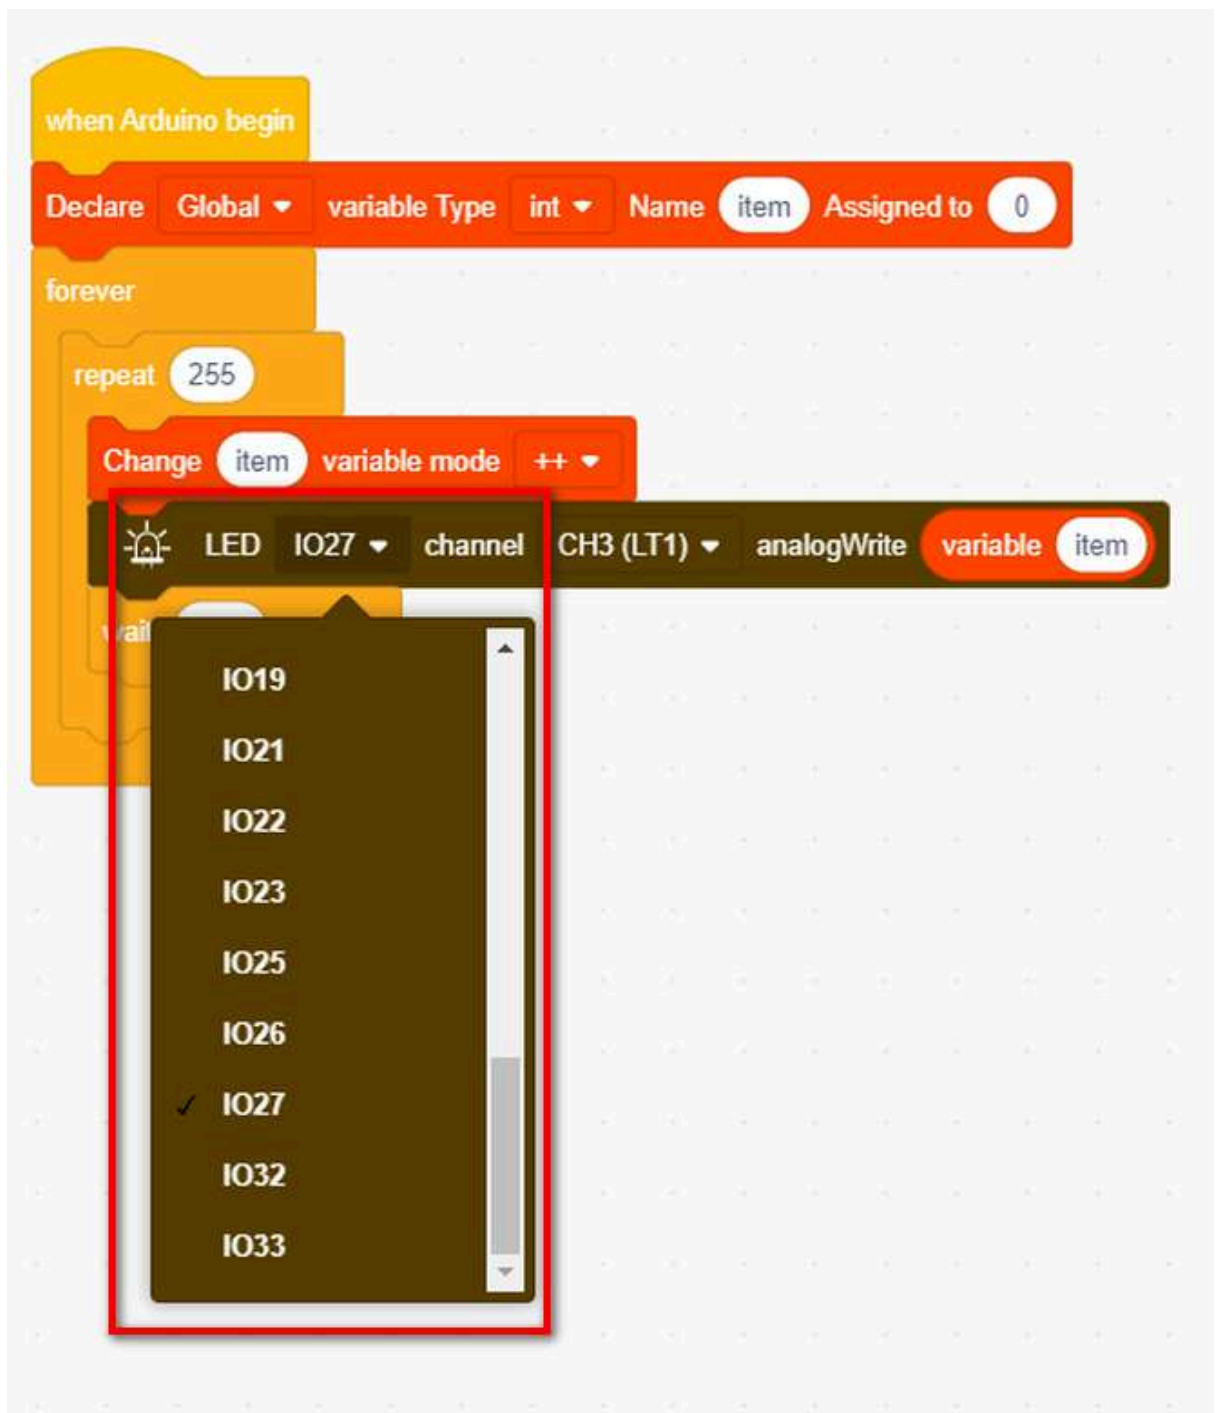 when Arduino begin
Declare Global variable Type int Name item Assigned to 0
forever
repeat 255
Change item variable mode ++
LED IO27 channel CH3 (LT1) analogWrite variable item
IO19
IO21
IO22
IO23
IO25
IO26
✓ IO27
IO32
IO33